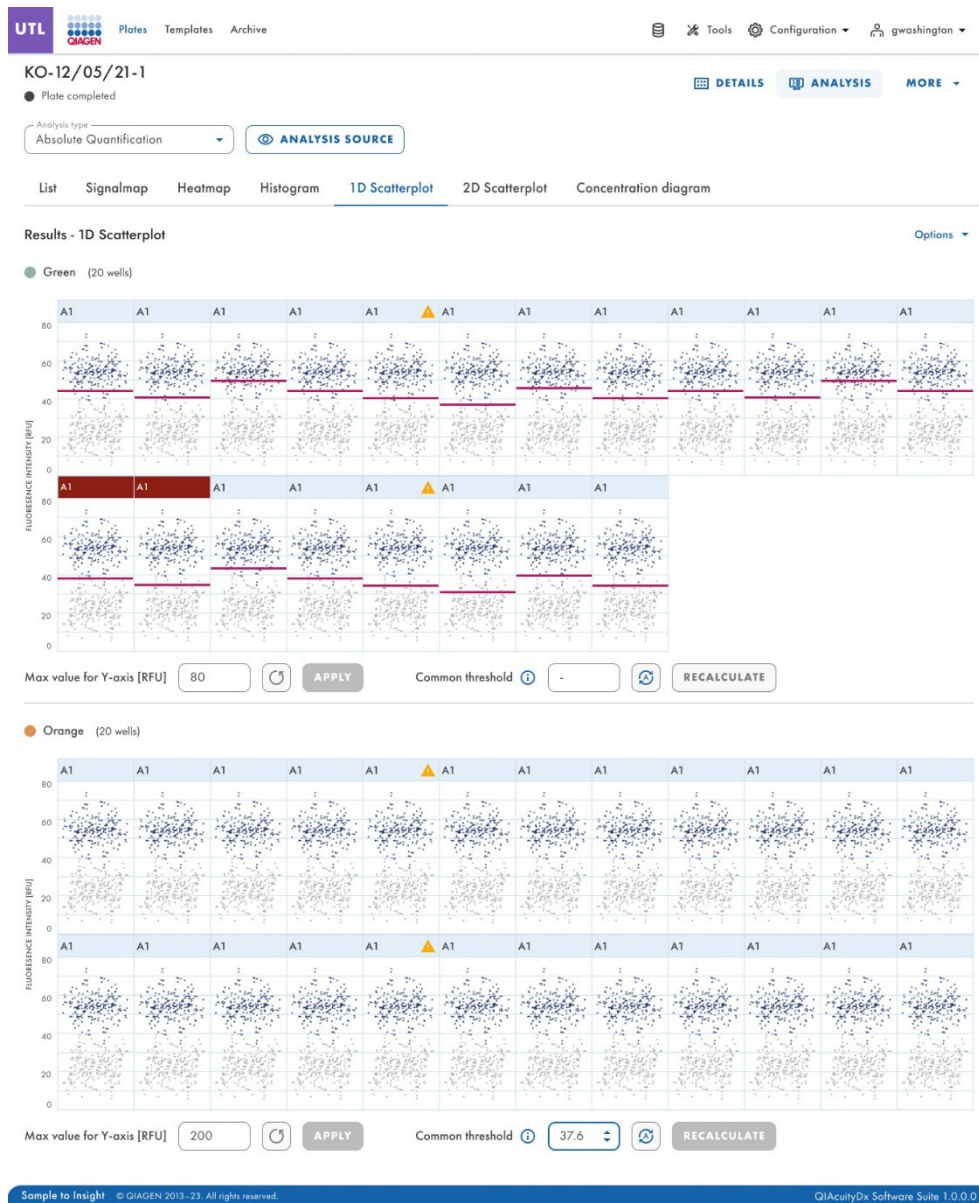 UTL QIAGEN Plates Templates Archive Tools Configuration gwashington
KO-12/05/21-1
Plate completed
DETAILS ANALYSIS MORE
Analysis type
Absolute Quantification ANALYSIS SOURCE
List Signalmap Heatmap Histogram 1D Scatterplot 2D Scatterplot Concentration diagram
Results - 1D Scatterplot Options
Green (20 wells)
FLUORESENCE INTENSITY [RFU]
A1 A1 A1 A1 A1 A1 A1 A1 A1 A1 A1 A1
80
60
40
20
0
A1 A1 A1 A1 A1 A1 A1 A1
80
60
40
20
0
Max value for Y-axis [RFU] 80 APPLY Common threshold - RECALCULATE
Orange (20 wells)
FLUORESENCE INTENSITY [RFU]
A1 A1 A1 A1 A1 A1 A1 A1 A1 A1 A1 A1
80
60
40
20
0
A1 A1 A1 A1 A1 A1 A1 A1 A1 A1 A1 A1
80
60
40
20
0
Max value for Y-axis [RFU] 200 APPLY Common threshold 37.6 RECALCULATE
Sample to Insight © QIAGEN 2013–23. All rights reserved. QIAcuityDx Software Suite 1.0.0.0